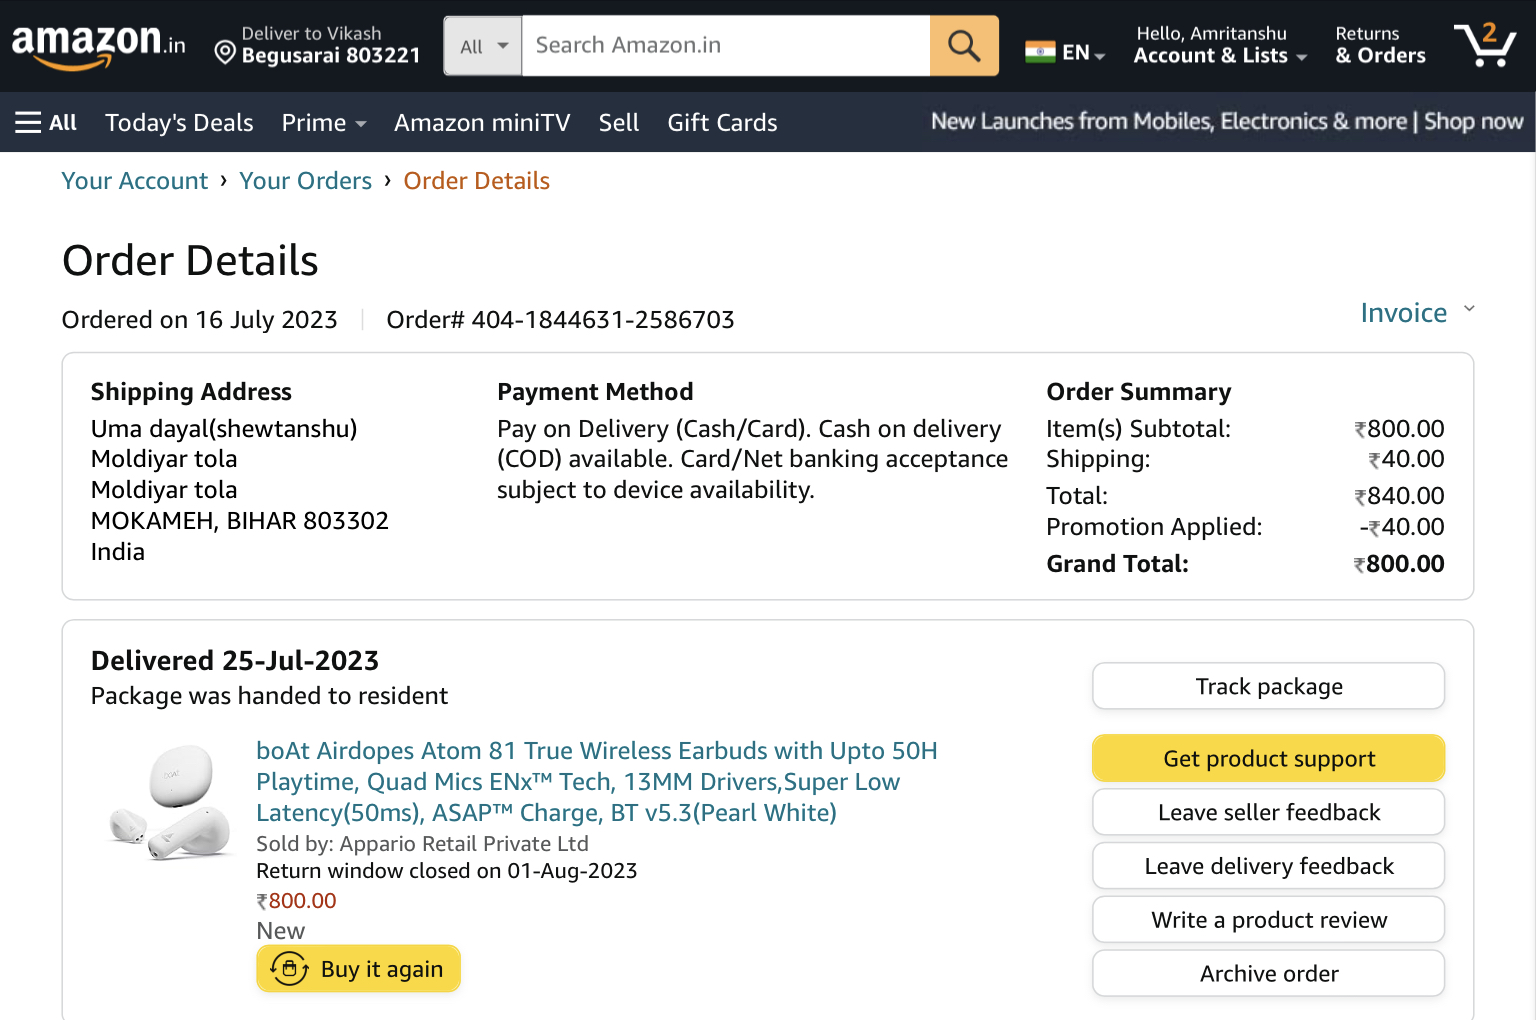 amazon.in
Deliver to Vikash
Begusarai 803221
All
Search Amazon.in
EN
Hello, Amritanshu
Account & Lists
Returns
& Orders
2
All
Today's Deals
Prime
Amazon miniTV
Sell
Gift Cards
New Launches from Mobiles, Electronics & more | Shop now
Your Account › Your Orders › Order Details
Order Details
Ordered on 16 July 2023 | Order# 404-1844631-2586703
Invoice
Shipping Address
Uma dayal(shewtanshu)
Moldiyar tola
Moldiyar tola
MOKAMEH, BIHAR 803302
India
Payment Method
Pay on Delivery (Cash/Card). Cash on delivery
(COD) available. Card/Net banking acceptance
subject to device availability.
Order Summary
Item(s) Subtotal: ₹800.00
Shipping: ₹40.00
Total: ₹840.00
Promotion Applied: -₹40.00
Grand Total: ₹800.00
Delivered 25-Jul-2023
Package was handed to resident
boAt Airdopes Atom 81 True Wireless Earbuds with Upto 50H
Playtime, Quad Mics ENx™ Tech, 13MM Drivers,Super Low
Latency(50ms), ASAP™ Charge, BT v5.3(Pearl White)
Sold by: Appario Retail Private Ltd
Return window closed on 01-Aug-2023
₹800.00
New
Buy it again
Track package
Get product support
Leave seller feedback
Leave delivery feedback
Write a product review
Archive order